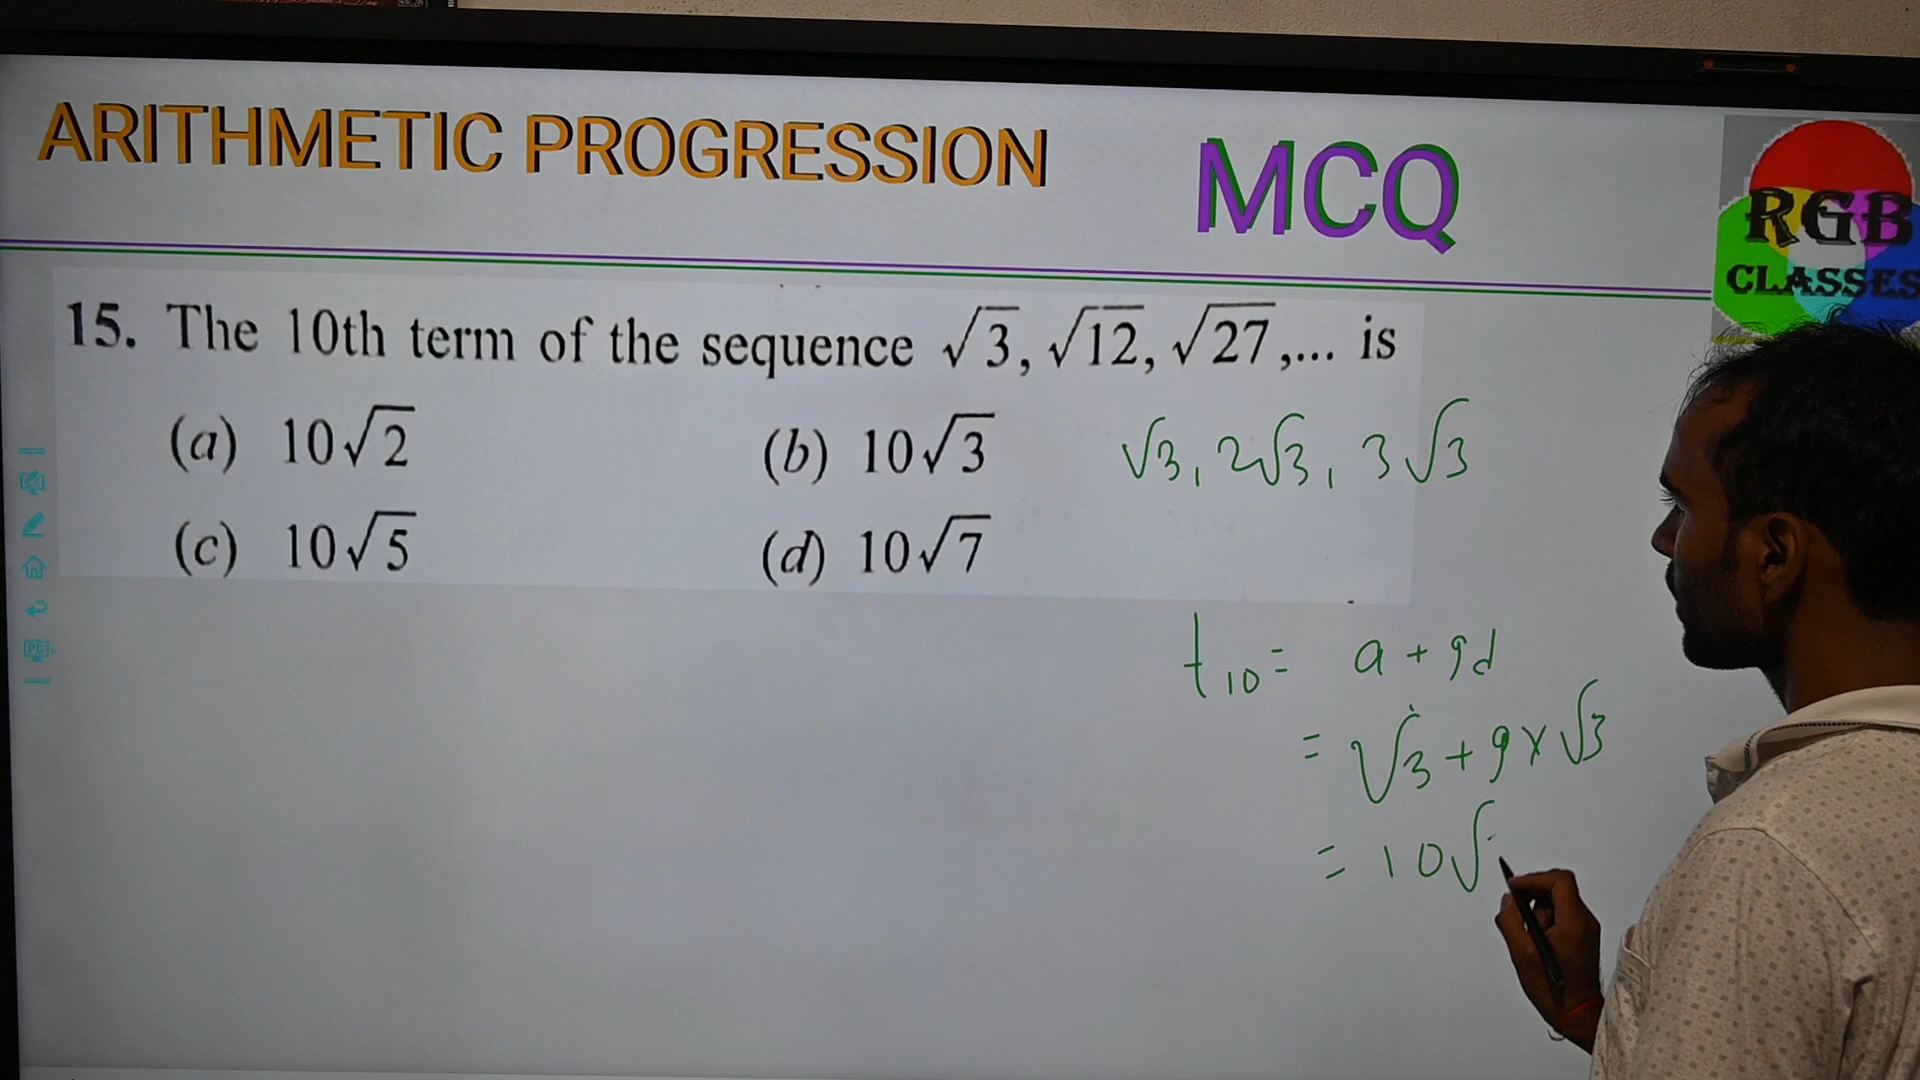 ARITHMETIC PROGRESSION MCQ
RGB
CLASSES
15. The 10th term of the sequence √3, √12, √27,... is
(a) 10√2 (b) 10√3
(c) 10√5 (d) 10√7
√3, 2√3, 3√3
t10 = a + 9d
= √3 + 9×√3
= 10√